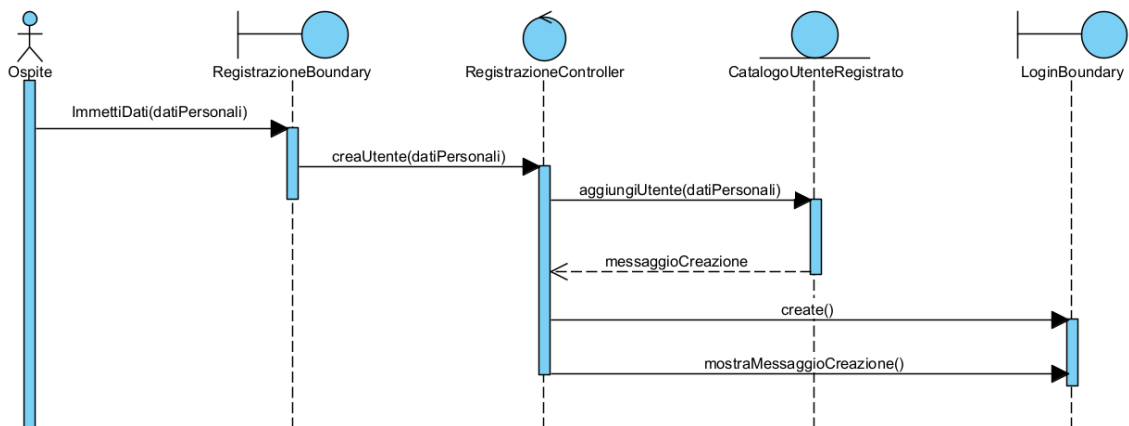 Ospite
RegistrazioneBoundary
RegistrazioneController
CatalogoUtenteRegistrato
LoginBoundary
ImmettiDati(datiPersonali)
creaUtente(datiPersonali)
aggiungiUtente(datiPersonali)
messaggioCreazione
create()
mostraMessaggioCreazione()